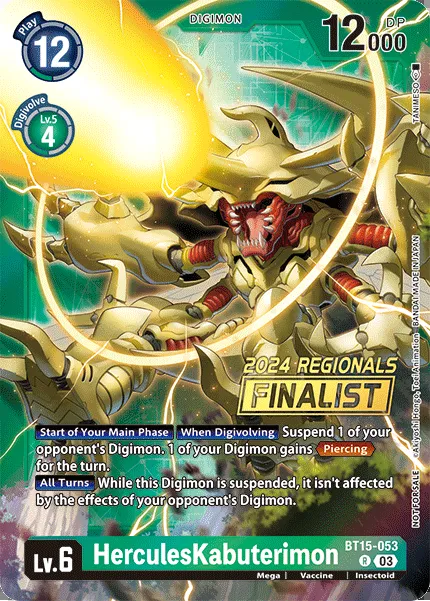 Play
12
DIGIMON
12000
DP
Digivolve
Lv.5
4
TANIMESO
2024 REGIONALS
FINALIST
Start of Your Main Phase When Digivolving Suspend 1 of your
opponent's Digimon. 1 of your Digimon gains Piercing
for the turn.
All Turns While this Digimon is suspended, it isn't affected
by the effects of your opponent's Digimon.
NOT FOR SALE ©Akiyoshi Hongo, Toei Animation BANDAI MADE IN JAPAN
Lv.6
HerculesKabuterimon
BT15-053
R 03
Mega | Vaccine | Insectoid